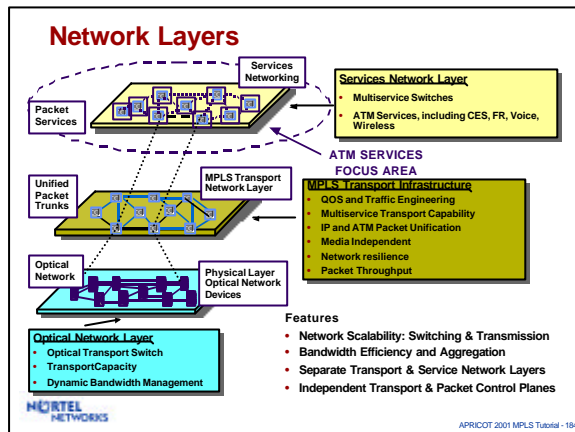 Network Layers
Services
Networking
Packet
Services
Services Network Layer
• Multiservice Switches
• ATM Services, including CES, FR, Voice,
Wireless
ATM SERVICES
FOCUS AREA
Unified
Packet
Trunks
MPLS Transport
Network Layer
MPLS Transport Infrastructure
• QOS and Traffic Engineering
• Multiservice Transport Capability
• IP and ATM Packet Unification
• Media Independent
• Network resilience
• Packet Throughput
Optical
Network
Physical Layer
Optical Network
Devices
Optical Network Layer
• Optical Transport Switch
• TransportCapacity
• Dynamic Bandwidth Management
Features
• Network Scalability: Switching & Transmission
• Bandwidth Efficiency and Aggregation
• Separate Transport & Service Network Layers
• Independent Transport & Packet Control Planes
NORTEL
NETWORKS
APRICOT 2001 MPLS Tutorial - 184